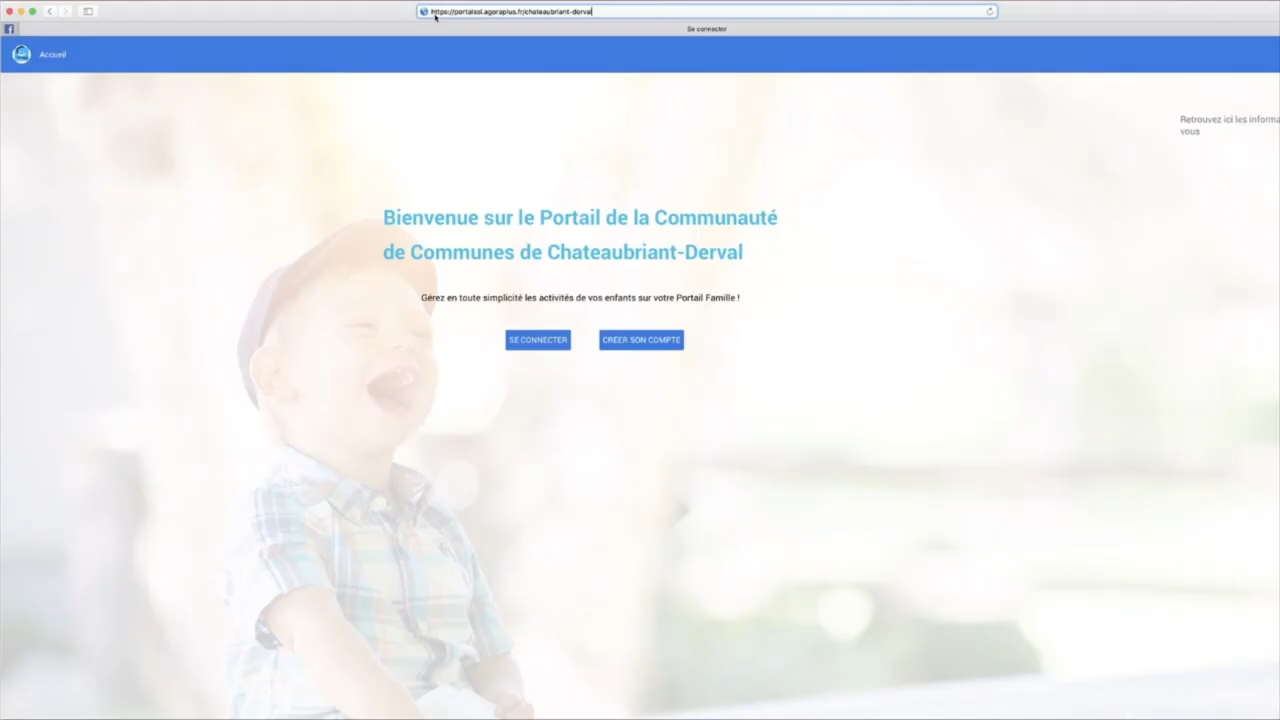 https://portalssl.agoraplus.fr/chateaubriant-derval
Se connecter
Accueil
Retrouvez ici les informa
vous
Bienvenue sur le Portail de la Communauté
de Communes de Chateaubriant-Derval
Gérez en toute simplicité les activités de vos enfants sur votre Portail Famille !
SE CONNECTER
CRÉER SON COMPTE